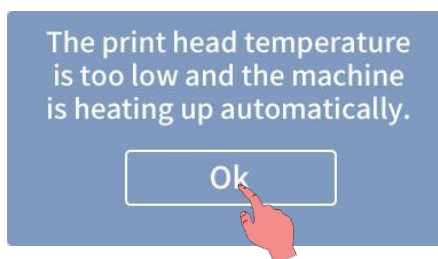 The print head temperature
is too low and the machine
is heating up automatically.
Ok